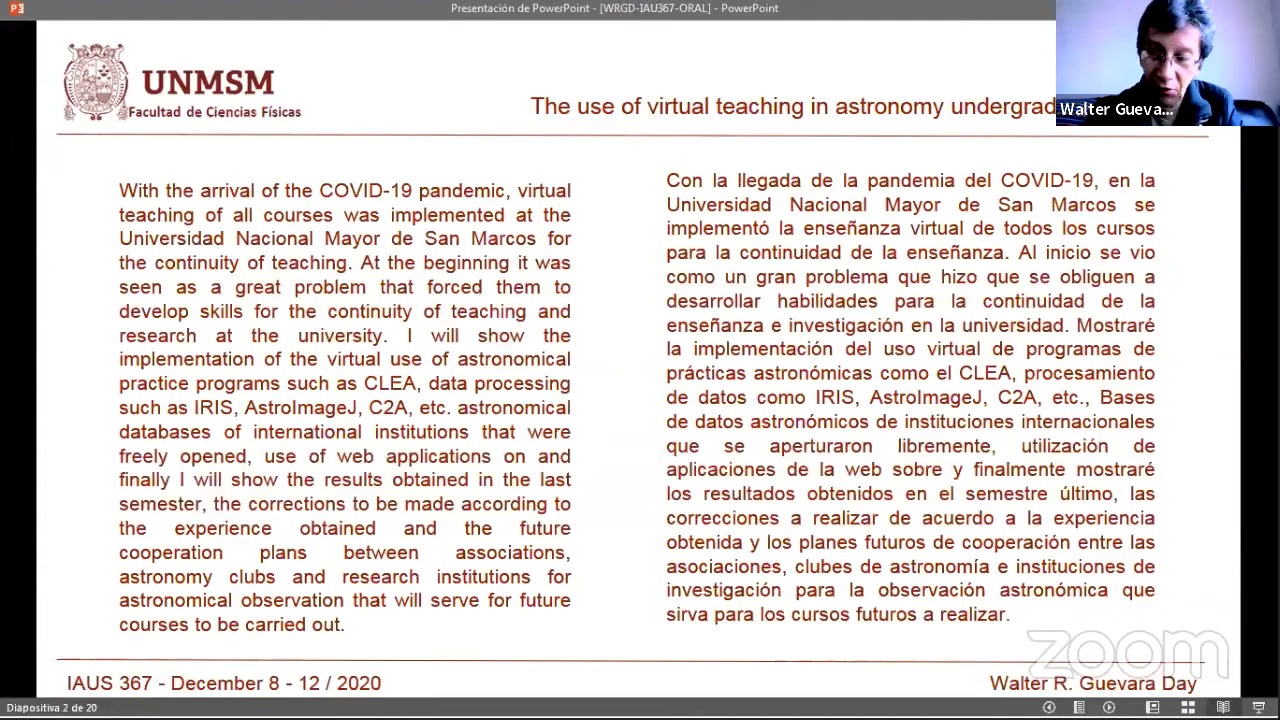 Presentación de PowerPoint - [WRGD-IAU367-ORAL] - PowerPoint
UNMSM
Facultad de Ciencias Físicas
The use of virtual teaching in astronomy undergrad
Walter Gueva...
With the arrival of the COVID-19 pandemic, virtual
teaching of all courses was implemented at the
Universidad Nacional Mayor de San Marcos for
the continuity of teaching. At the beginning it was
seen as a great problem that forced them to
develop skills for the continuity of teaching and
research at the university. I will show the
implementation of the virtual use of astronomical
practice programs such as CLEA, data processing
such as IRIS, AstroImageJ, C2A, etc. astronomical
databases of international institutions that were
freely opened, use of web applications on and
finally I will show the results obtained in the last
semester, the corrections to be made according to
the experience obtained and the future
cooperation plans between associations,
astronomy clubs and research institutions for
astronomical observation that will serve for future
courses to be carried out.
Con la llegada de la pandemia del COVID-19, en la
Universidad Nacional Mayor de San Marcos se
implementó la enseñanza virtual de todos los cursos
para la continuidad de la enseñanza. Al inicio se vio
como un gran problema que hizo que se obliguen a
desarrollar habilidades para la continuidad de la
enseñanza e investigación en la universidad. Mostraré
la implementación del uso virtual de programas de
prácticas astronómicas como el CLEA, procesamiento
de datos como IRIS, AstroImageJ, C2A, etc., Bases
de datos astronómicos de instituciones internacionales
que se aperturaron libremente, utilización de
aplicaciones de la web sobre y finalmente mostraré
los resultados obtenidos en el semestre último, las
correcciones a realizar de acuerdo a la experiencia
obtenida y los planes futuros de cooperación entre las
asociaciones, clubes de astronomía e instituciones de
investigación para la observación astronómica que
sirva para los cursos futuros a realizar.
zoom
IAUS 367 - December 8 - 12 / 2020
Walter R. Guevara Day
Diapositiva 2 de 20